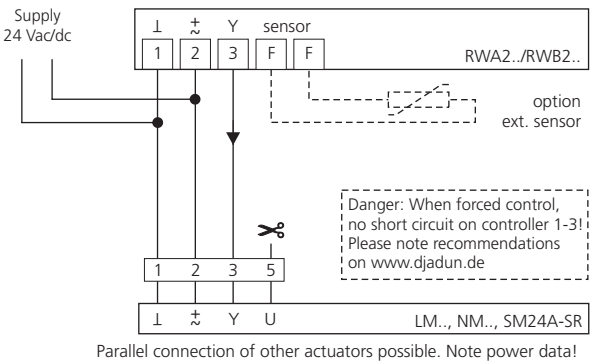 Supply
24 Vac/dc
⊥ ± ~ Y sensor
1 2 3 F F
RWA2../RWB2..
option
ext. sensor
Danger: When forced control,
no short circuit on controller 1-3!
Please note recommendations
on www.djadun.de
1 2 3 5
⊥ ± ~ Y U
LM.., NM.., SM24A-SR
Parallel connection of other actuators possible. Note power data!